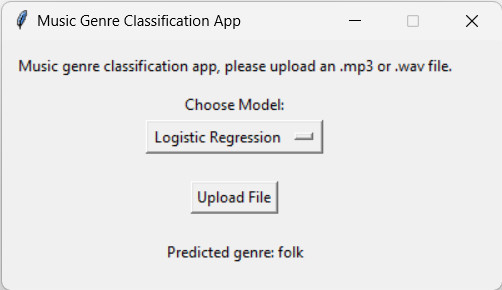 Music Genre Classification App
Music genre classification app, please upload an .mp3 or .wav file.
Choose Model:
Logistic Regression
Upload File
Predicted genre: folk